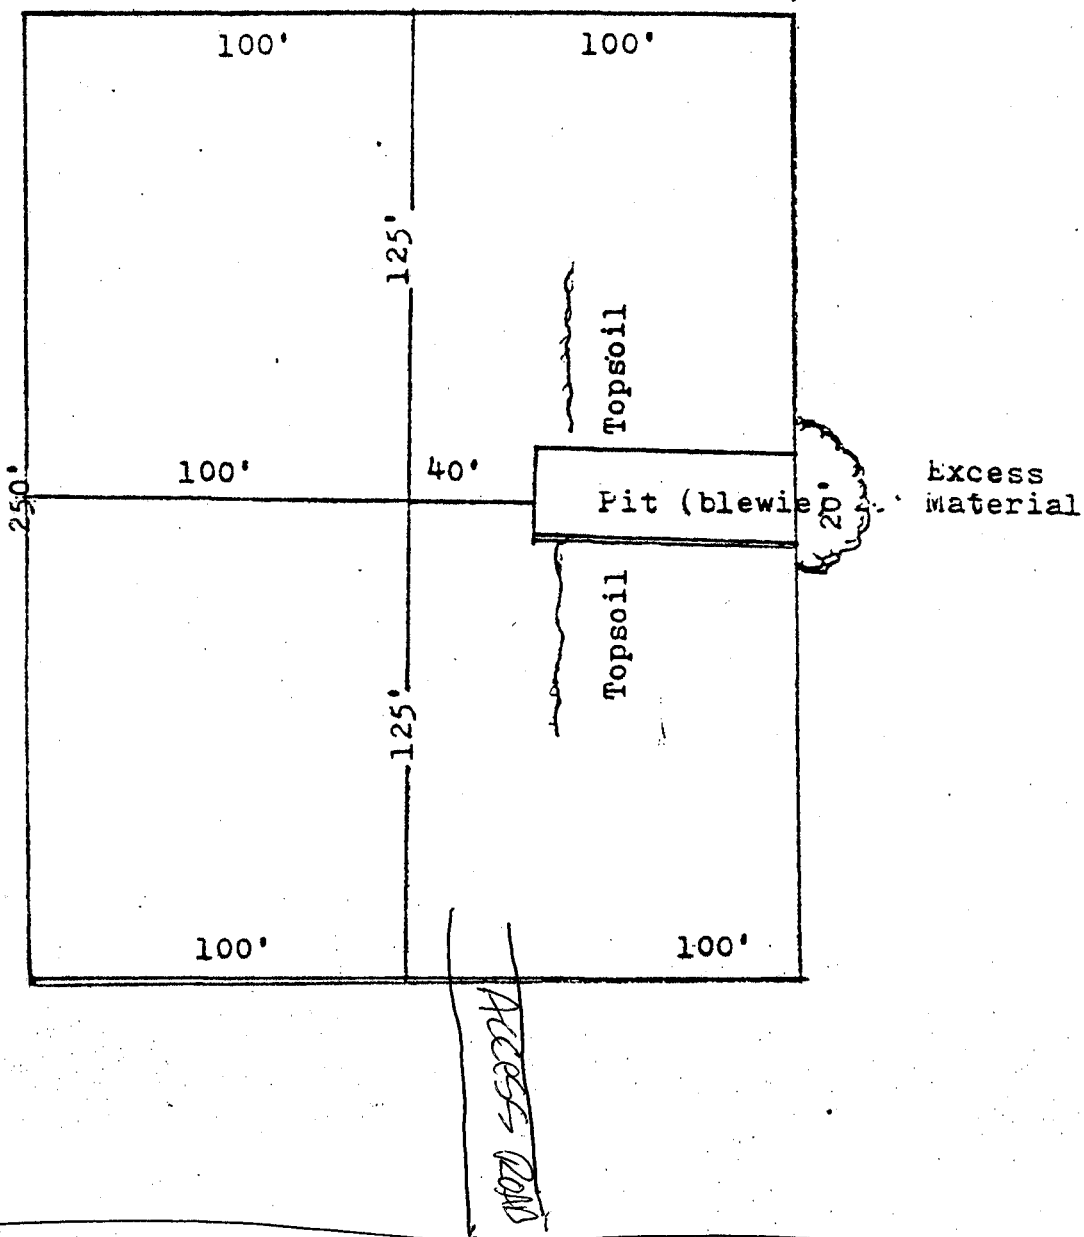 100' 100'
125'
Topsoil
250'
100'
40'
Pit (blewie)
20'
Excess
Material
Topsoil
125'
100' 100'
Access Road